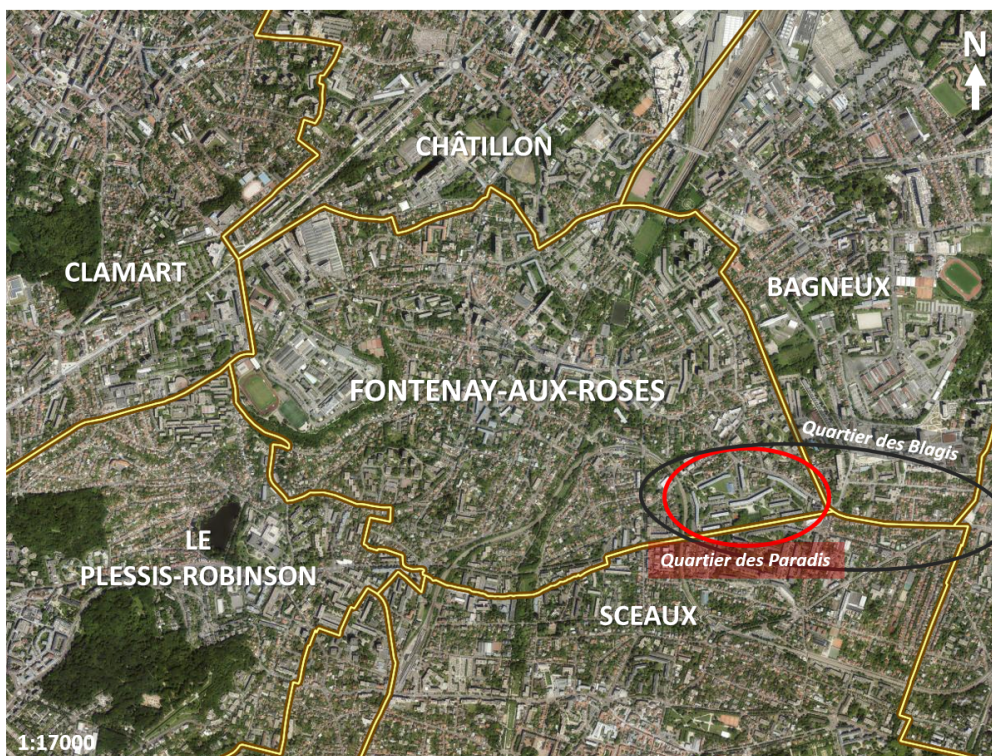 N
CHÂTILLON
CLAMART
BAGNEUX
FONTENAY-AUX-ROSES
Quartier des Blagis
LE
PLESSIS-ROBINSON
Quartier des Paradis
SCEAUX
1:17000